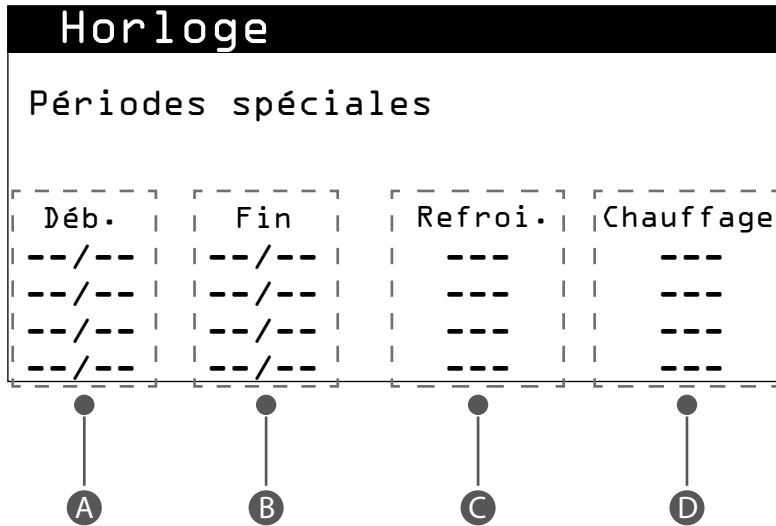 Horloge
Périodes spéciales
Déb. Fin Refroi. Chauffage
--/-- --/-- --- ---
--/-- --/-- --- ---
--/-- --/-- --- ---
--/-- --/-- --- ---
A B C D